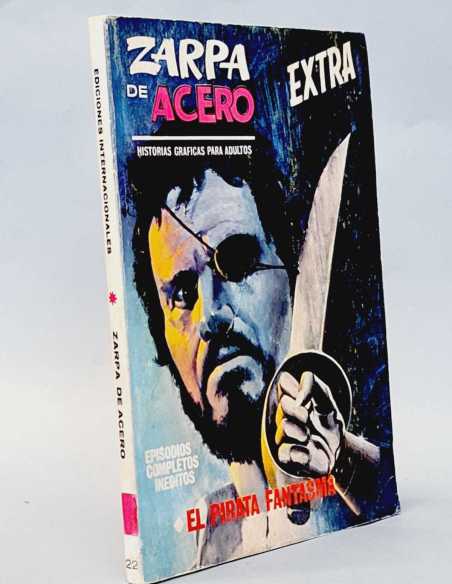 ZARPA
DE ACERO
EXTRA
HISTORIAS GRAFICAS PARA ADULTOS
EPISODIOS
COMPLETOS
INEDITOS
EL PIRATA FANTASMA
EDICIONES INTERNACIONALES * ZARPA DE ACERO
22